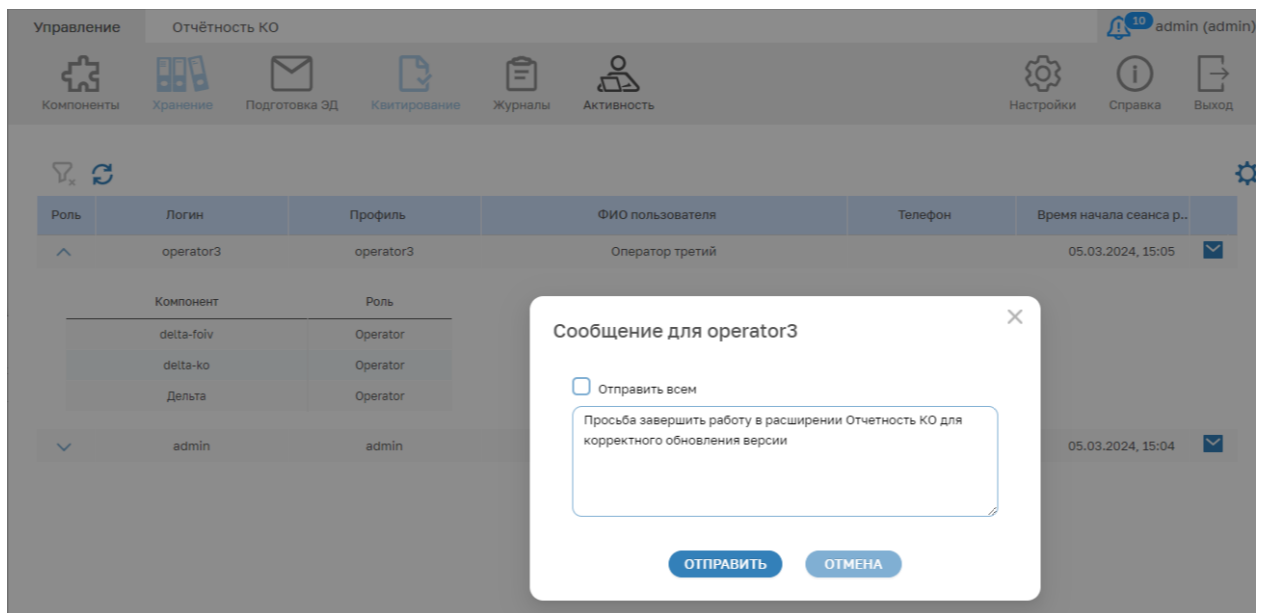 Управление Отчётность КО 10 admin (admin)
Компоненты Хранение Подготовка ЭД Квитирование Журналы Активность Настройки Справка Выход
Роль Логин Профиль ФИО пользователя Телефон Время начала сеанса р..
operator3 operator3 Оператор третий 05.03.2024, 15:05
Компонент Роль
delta-foiv Operator
delta-ko Operator
Дельта Operator
admin admin 05.03.2024, 15:04
Сообщение для operator3
Отправить всем
Просьба завершить работу в расширении Отчетность КО для
корректного обновления версии
ОТПРАВИТЬ ОТМЕНА